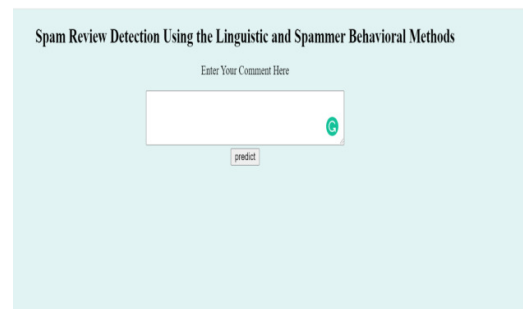 Spam Review Detection Using the Linguistic and Spammer Behavioral Methods
Enter Your Comment Here
predict